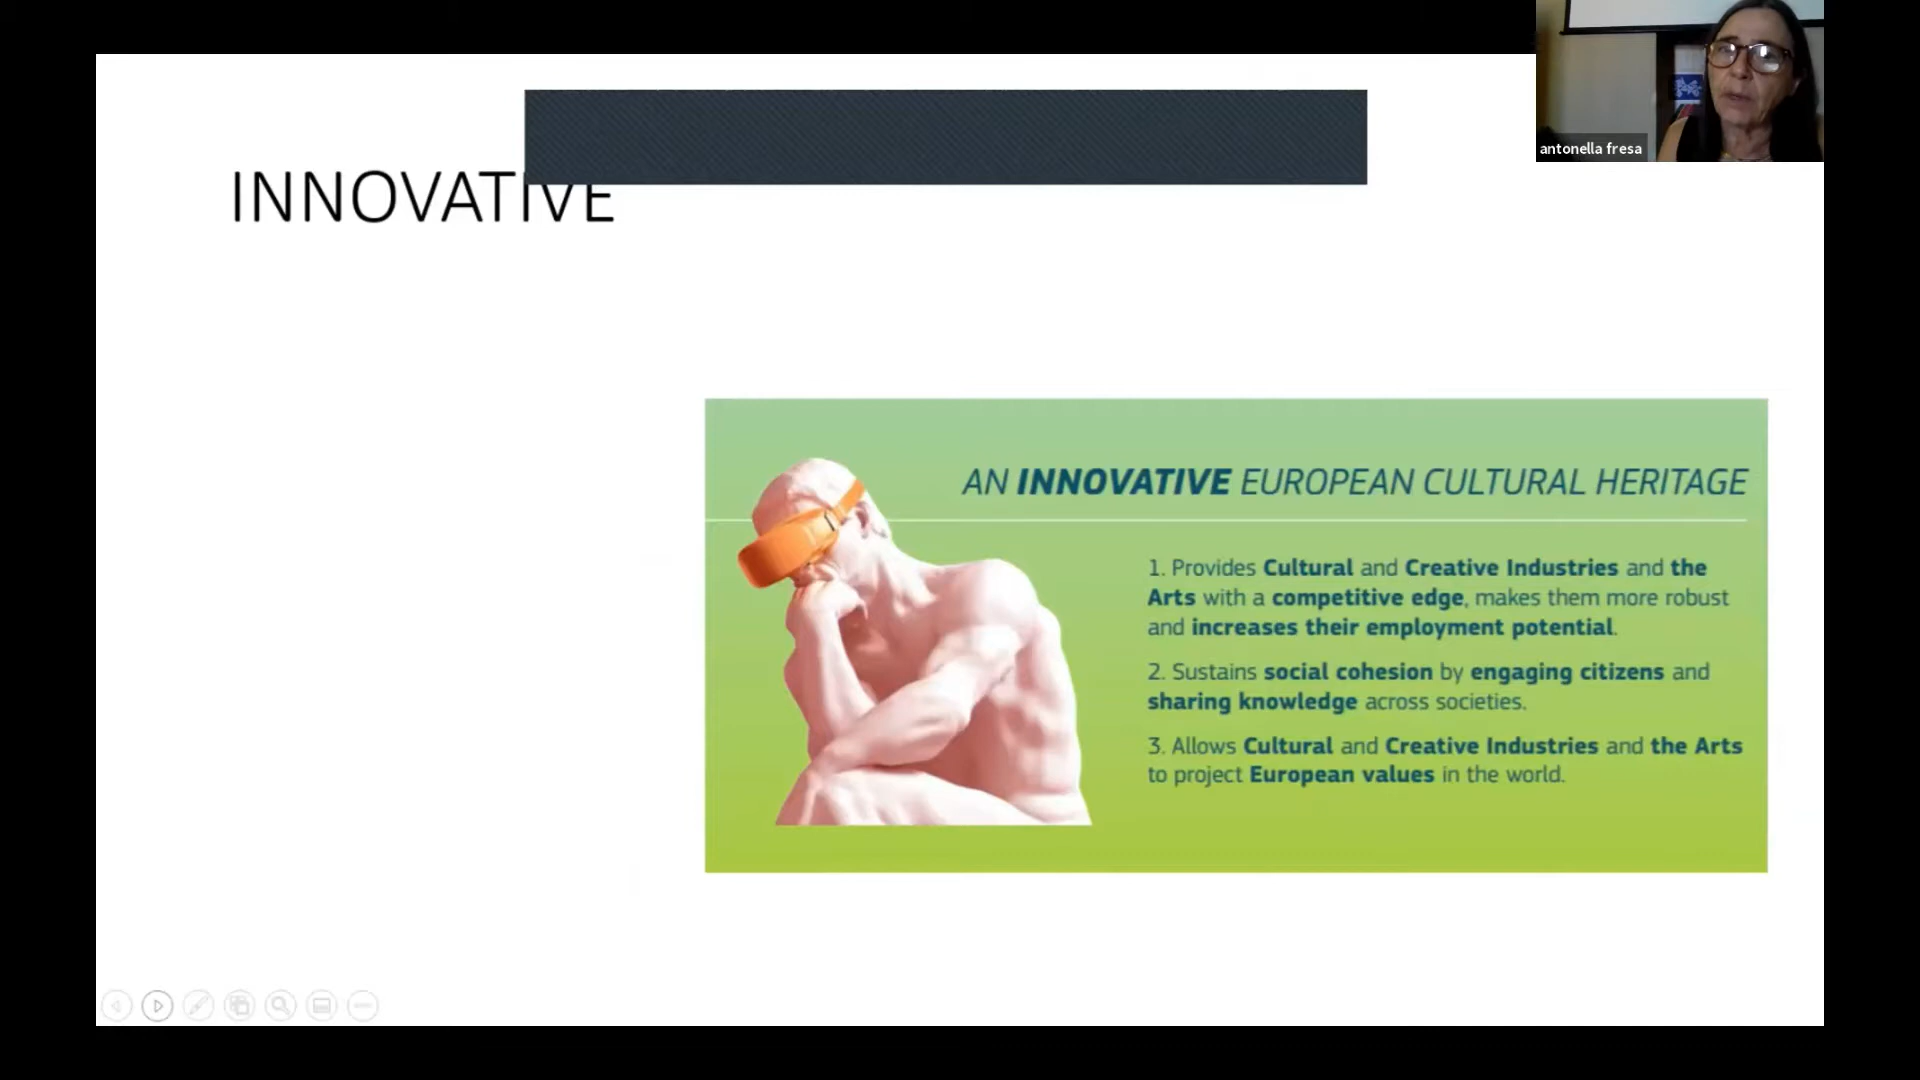 antonella fresa
INNOVATIVE
AN INNOVATIVE EUROPEAN CULTURAL HERITAGE
1. Provides Cultural and Creative Industries and the
Arts with a competitive edge, makes them more robust
and increases their employment potential.
2. Sustains social cohesion by engaging citizens and
sharing knowledge across societies.
3. Allows Cultural and Creative Industries and the Arts
to project European values in the world.